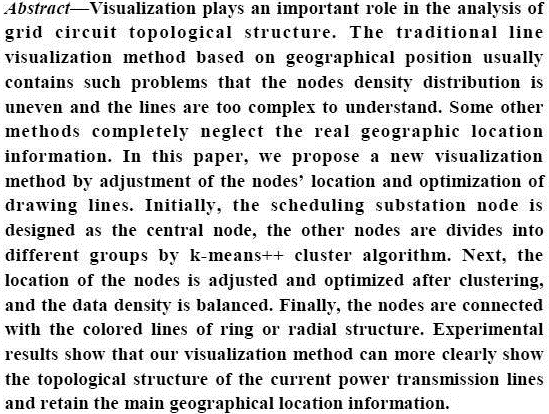 Abstract—Visualization plays an important role in the analysis of
grid circuit topological structure. The traditional line
visualization method based on geographical position usually
contains such problems that the nodes density distribution is
uneven and the lines are too complex to understand. Some other
methods completely neglect the real geographic location
information. In this paper, we propose a new visualization
method by adjustment of the nodes’ location and optimization of
drawing lines. Initially, the scheduling substation node is
designed as the central node, the other nodes are divides into
different groups by k-means++ cluster algorithm. Next, the
location of the nodes is adjusted and optimized after clustering,
and the data density is balanced. Finally, the nodes are connected
with the colored lines of ring or radial structure. Experimental
results show that our visualization method can more clearly show
the topological structure of the current power transmission lines
and retain the main geographical location information.